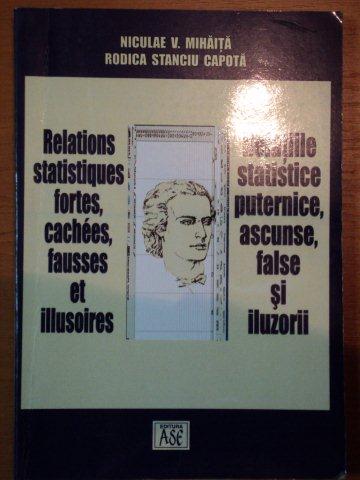 NICULAE V. MIHĂIȚĂ
RODICA STANCIU CAPOTĂ
Relations
statistiques
fortes,
cachées,
fausses
et
illusoires
Relațiile
statistice
puternice,
ascunse,
false
și
iluzorii
EDITURA
ASE